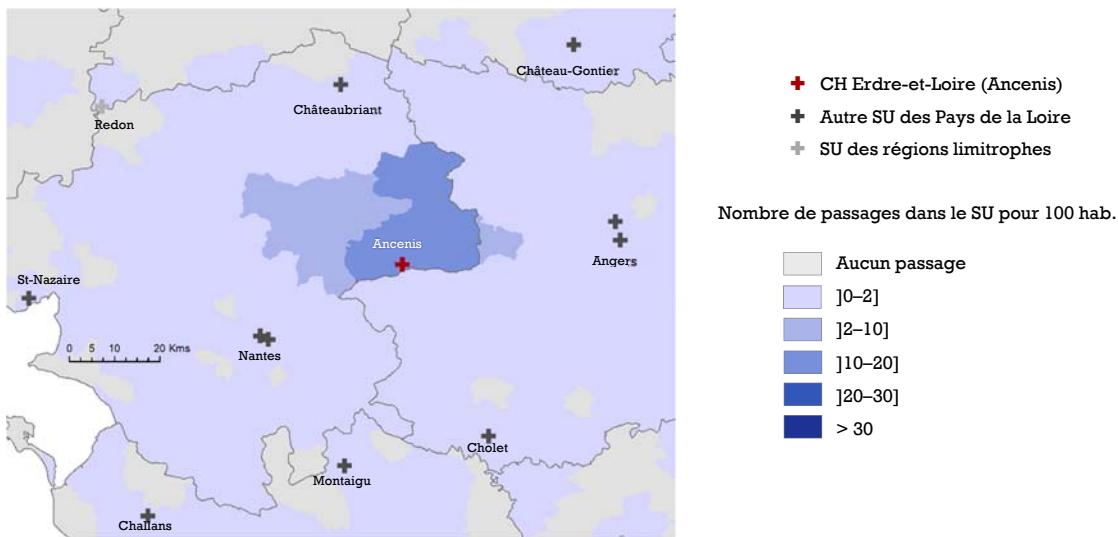 Château-Gontier
Châteaubriant
Redon
Ancenis
Angers
St-Nazaire
0 5 10 20 Kms
Nantes
Cholet
Montaigu
Challans
CH Erdre-et-Loire (Ancenis)
Autre SU des Pays de la Loire
SU des régions limitrophes
Nombre de passages dans le SU pour 100 hab.
Aucun passage
]0–2]
]2–10]
]10–20]
]20–30]
> 30